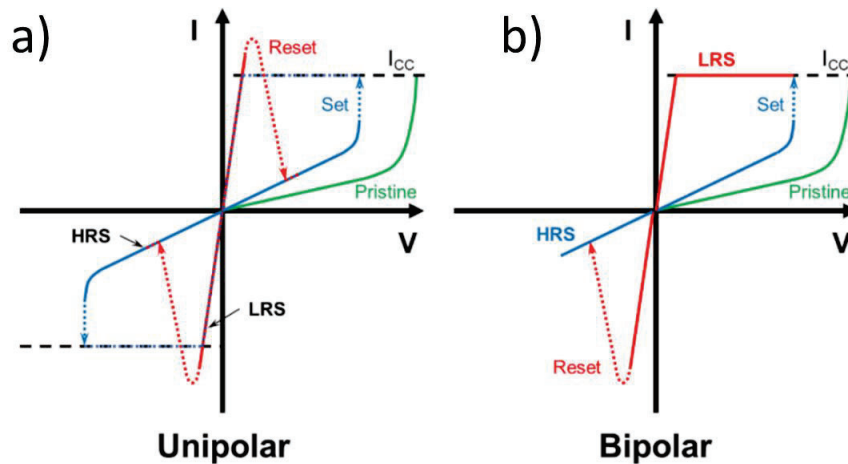 a)
I
Reset
I_CC
Set
Pristine
V
HRS
LRS
Unipolar
b)
I
LRS
I_CC
Set
Pristine
HRS
V
Reset
Bipolar